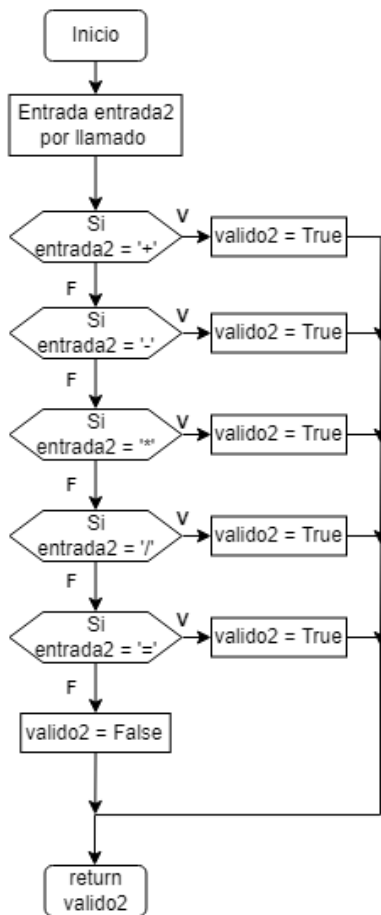 Inicio
Entrada entrada2
por llamado
Si
entrada2 = '+'
V
valido2 = True
F
Si
entrada2 = '-'
V
valido2 = True
F
Si
entrada2 = '*'
V
valido2 = True
F
Si
entrada2 = '/'
V
valido2 = True
F
Si
entrada2 = '='
V
valido2 = True
F
valido2 = False
return
valido2